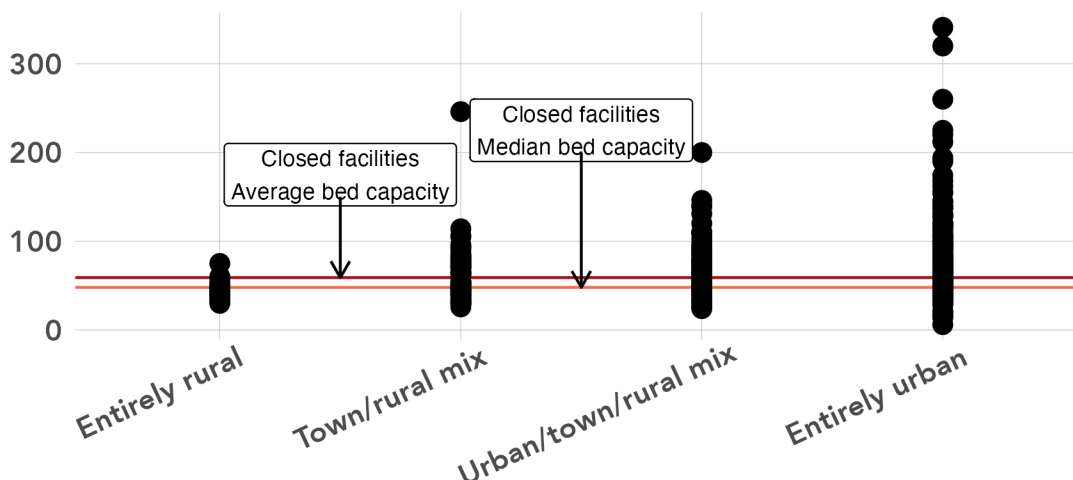 300
200
100
0
Closed facilities
Average bed capacity
Closed facilities
Median bed capacity
Entirely rural
Town/rural mix
Urban/town/rural mix
Entirely urban